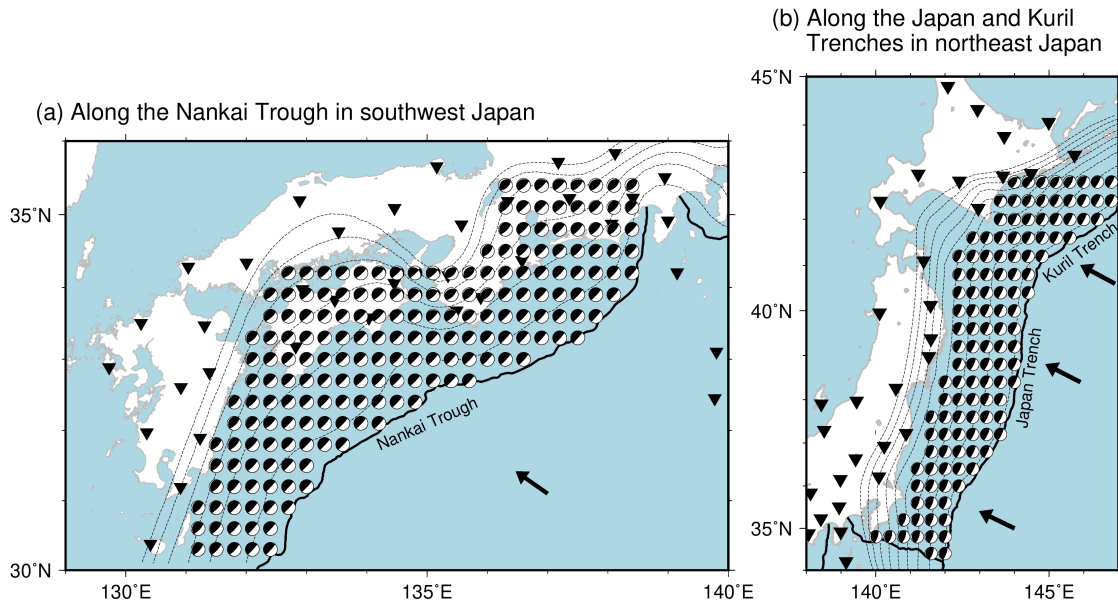 (a) Along the Nankai Trough in southwest Japan
35˚N
30˚N
130˚E
135˚E
140˚E
Nankai Trough
(b) Along the Japan and Kuril
Trenches in northeast Japan
45˚N
40˚N
35˚N
140˚E
145˚E
Kuril Trench
Japan Trench